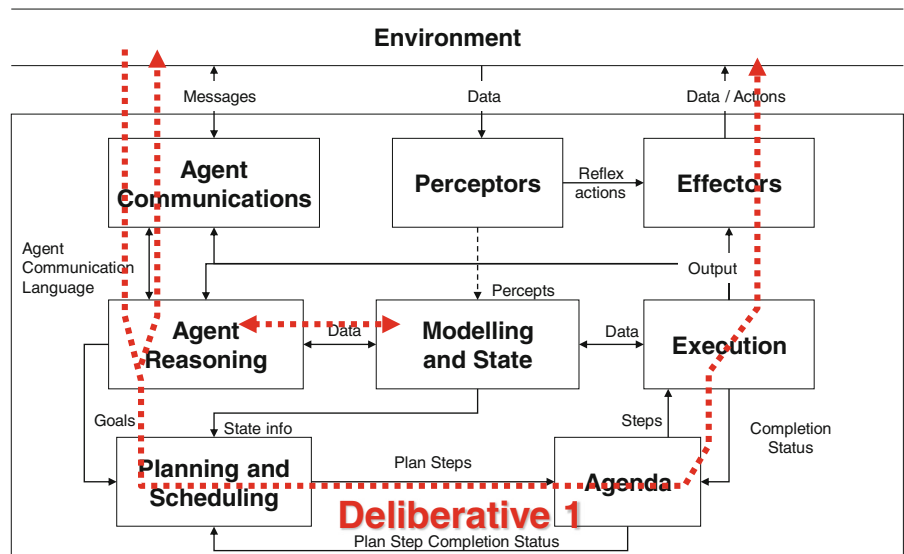 Environment
Messages
Data
Data / Actions
Agent
Communications
Perceptors
Reflex
actions
Effectors
Agent
Communication
Language
Output
Percepts
Agent
Reasoning
Data
Modelling
and State
Data
Execution
Goals
State info
Steps
Completion
Status
Planning and
Scheduling
Plan Steps
Agenda
Deliberative 1
Plan Step Completion Status